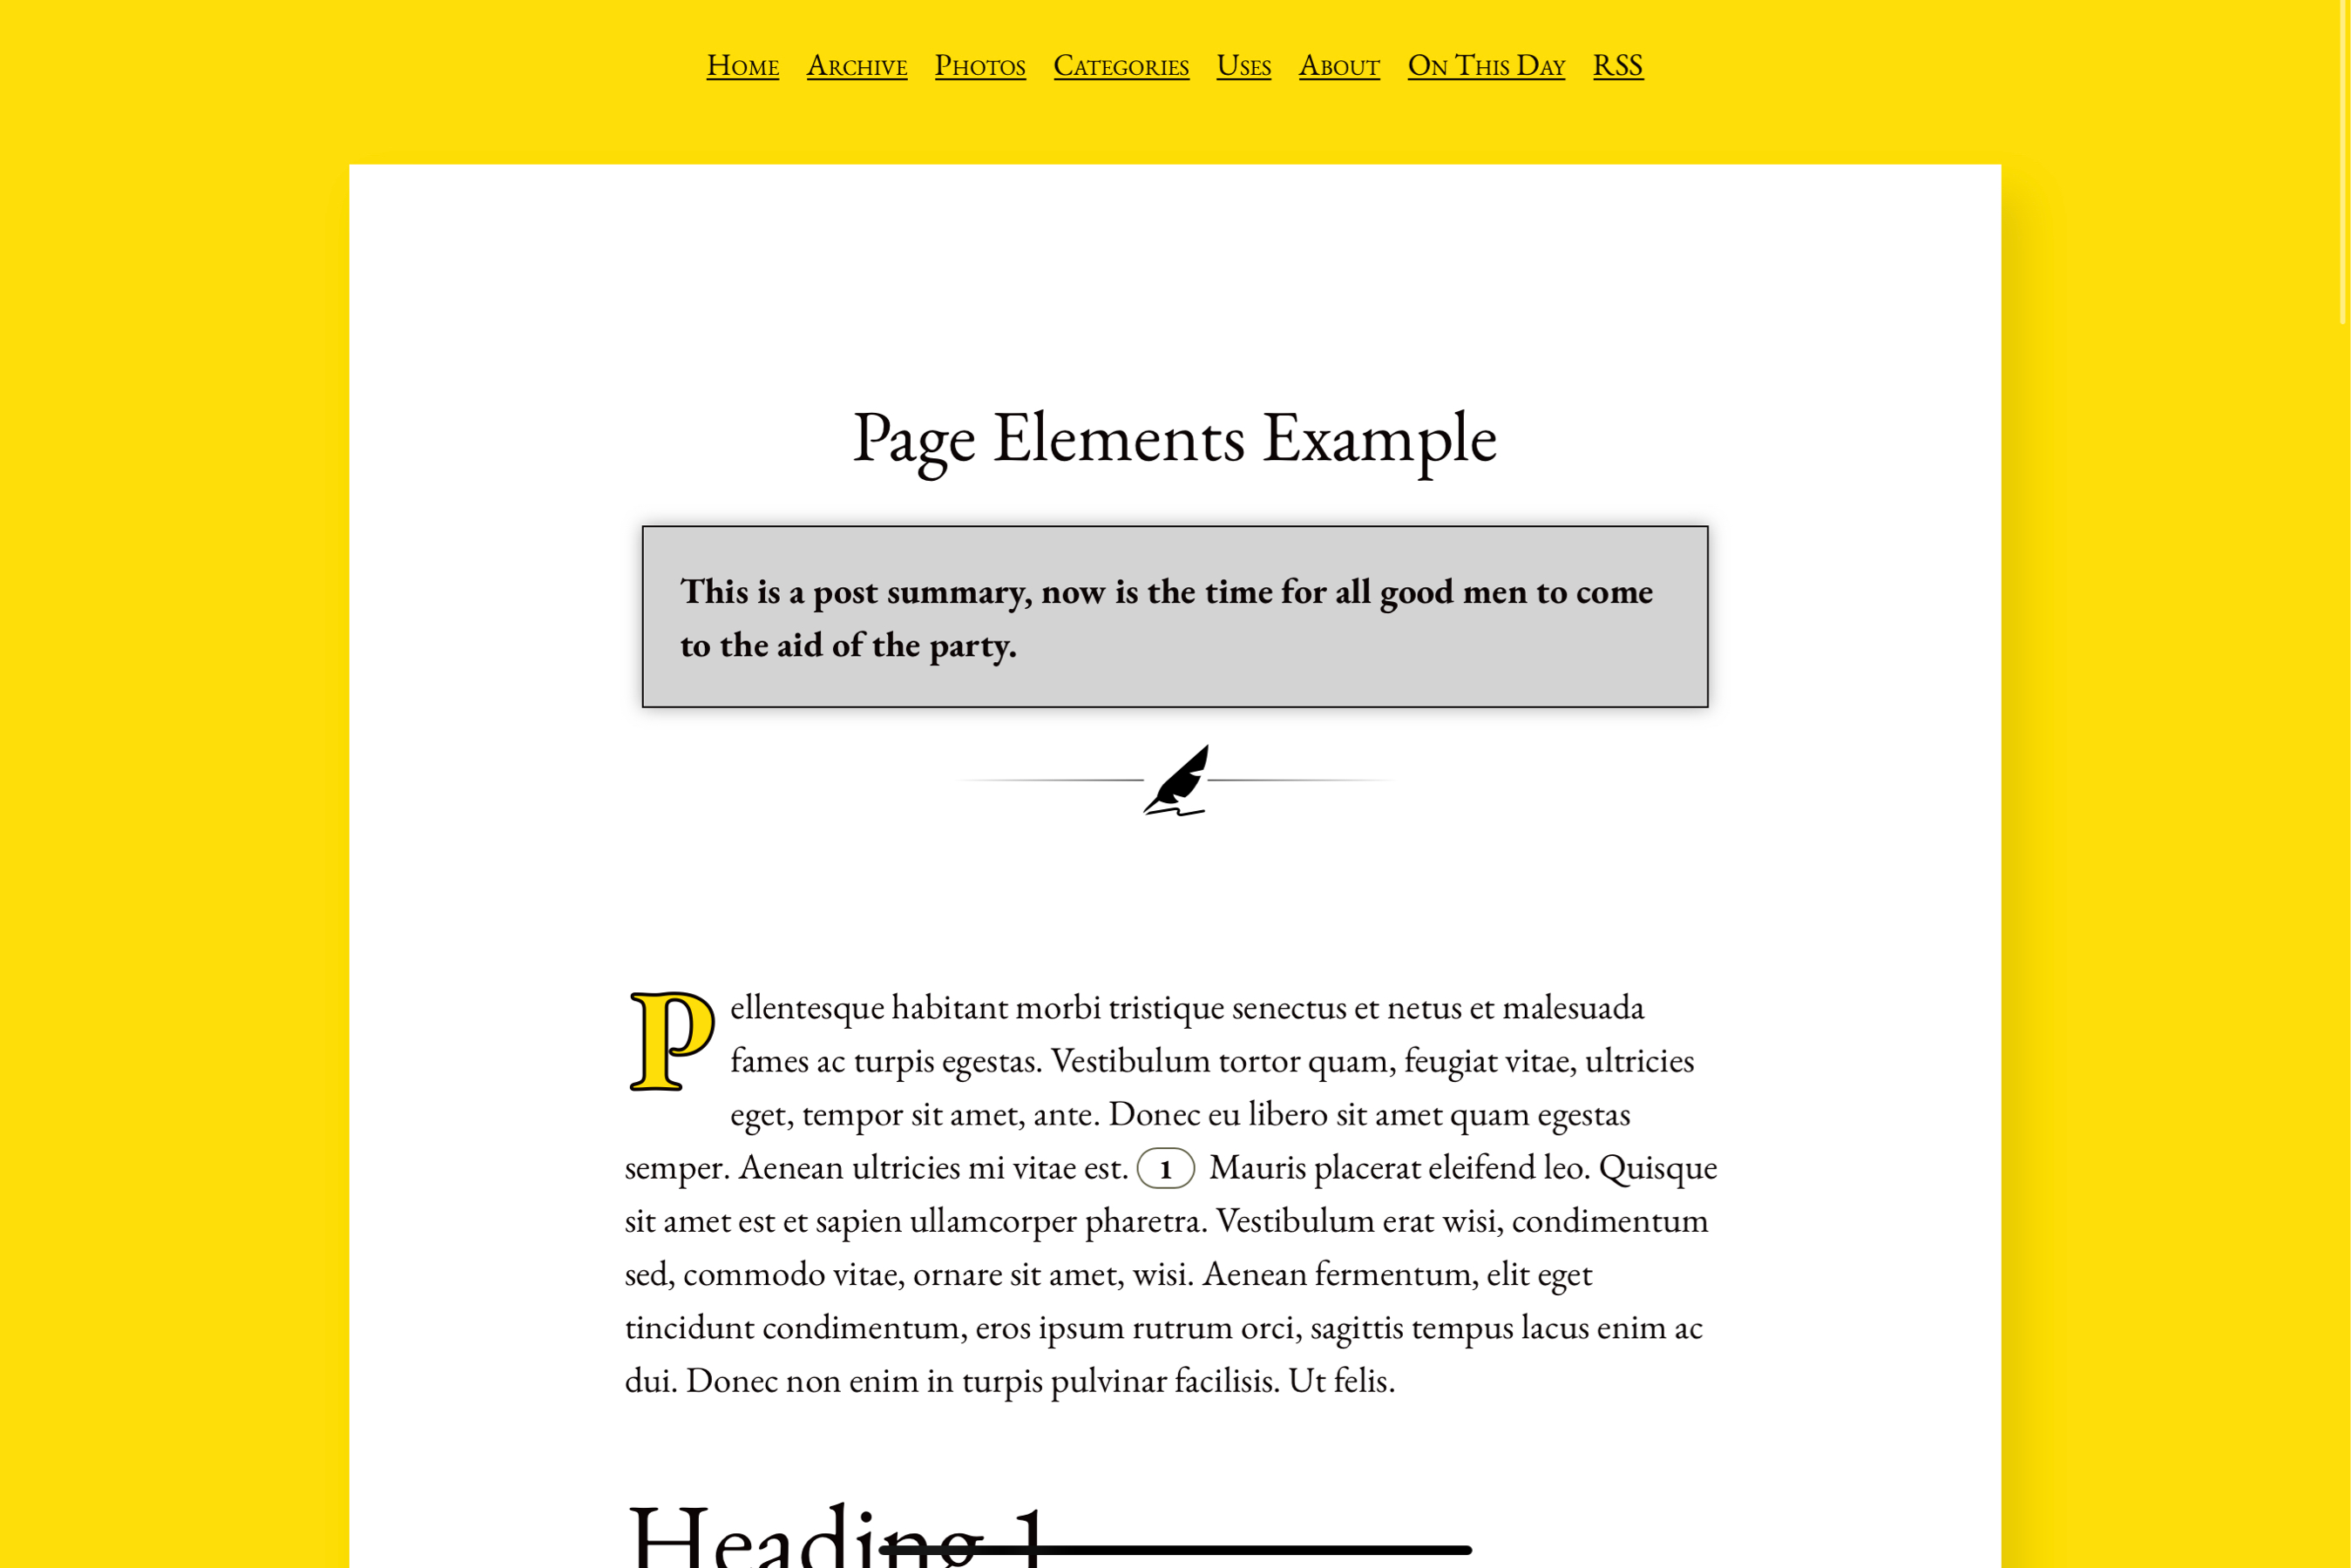 Home Archive Photos Categories Uses About On This Day RSS
Page Elements Example
This is a post summary, now is the time for all good men to come
to the aid of the party.
Pellentesque habitant morbi tristique senectus et netus et malesuada
fames ac turpis egestas. Vestibulum tortor quam, feugiat vitae, ultricies
eget, tempor sit amet, ante. Donec eu libero sit amet quam egestas
semper. Aenean ultricies mi vitae est. 1 Mauris placerat eleifend leo. Quisque
sit amet est et sapien ullamcorper pharetra. Vestibulum erat wisi, condimentum
sed, commodo vitae, ornare sit amet, wisi. Aenean fermentum, elit eget
tincidunt condimentum, eros ipsum rutrum orci, sagittis tempus lacus enim ac
dui. Donec non enim in turpis pulvinar facilisis. Ut felis.
Heading 1